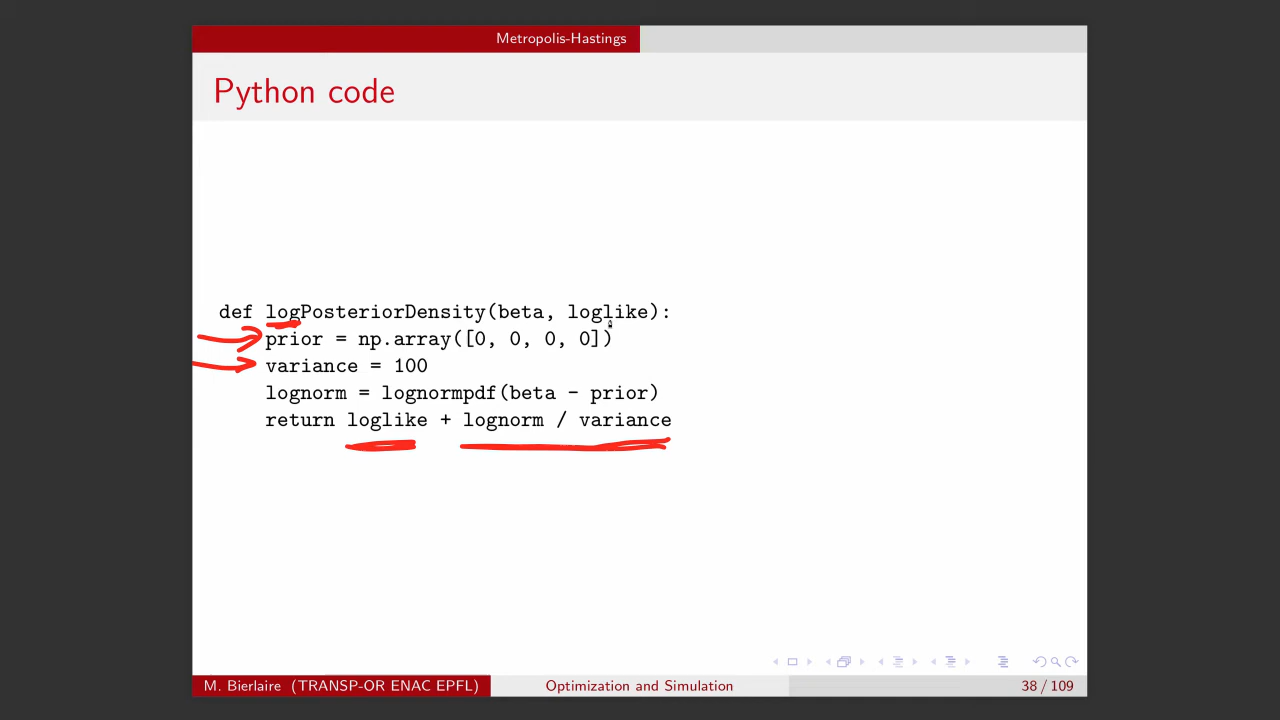 Metropolis-Hastings
Python code
def logPosteriorDensity(beta, loglike):
    prior = np.array([0, 0, 0, 0])
    variance = 100
    lognorm = lognormpdf(beta - prior)
    return loglike + lognorm / variance
M. Bierlaire (TRANSP-OR ENAC EPFL) Optimization and Simulation 38 / 109